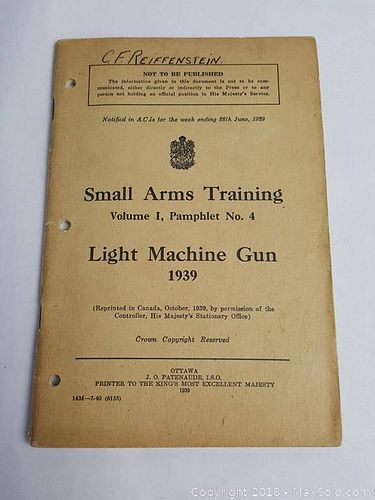 C.F. REIFFENSTEIN.
NOT TO BE PUBLISHED
The information given in this document is not to be com-
municated, either directly or indirectly to the Press or to any
person not holding an official position in His Majesty's Service.
Notified in A.C.Is for the week ending 28th June, 1939
Small Arms Training
Volume I, Pamphlet No. 4
Light Machine Gun
1939
(Reprinted in Canada, October, 1939, by permission of the
Controller, His Majesty's Stationery Office)
Crown Copyright Reserved
OTTAWA
J. O. PATENAUDE, I.S.O.
PRINTER TO THE KING'S MOST EXCELLENT MAJESTY
1939
14M—7-40 (6135)
Copyright 2018 - MaxSold.com